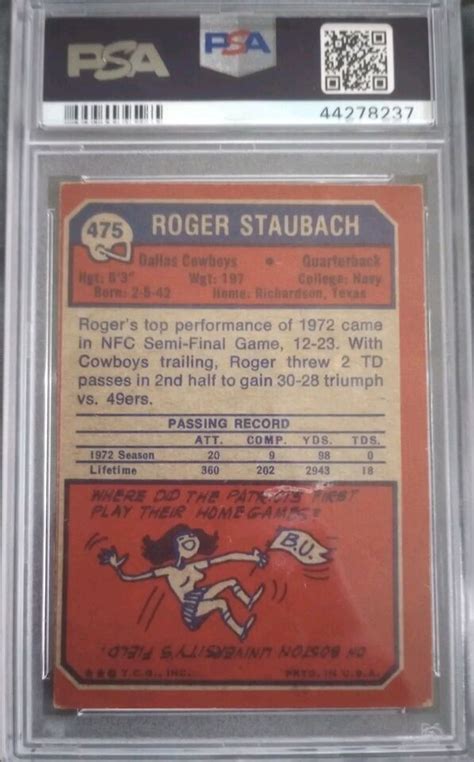 PSA PSA
44278237
475 ROGER STAUBACH
Dallas Cowboys • Quarterback
Hgt: 6'3" Wgt: 197 College: Navy
Born: 2-5-42 Home: Richardson, Texas
Roger's top performance of 1972 came
in NFC Semi-Final Game, 12-23. With
Cowboys trailing, Roger threw 2 TD
passes in 2nd half to gain 30-28 triumph
vs. 49ers.
PASSING RECORD
ATT. COMP. YDS. TDS.
1972 Season 20 9 98 0
Lifetime 360 202 2943 18
WHERE DID THE PATRIOTS FIRST
PLAY THEIR HOME GAMES?
B.U.
ON BOSTON UNIVERSITY'S FIELD.
★★© T.C.G., INC. PRTD. IN U.S.A.